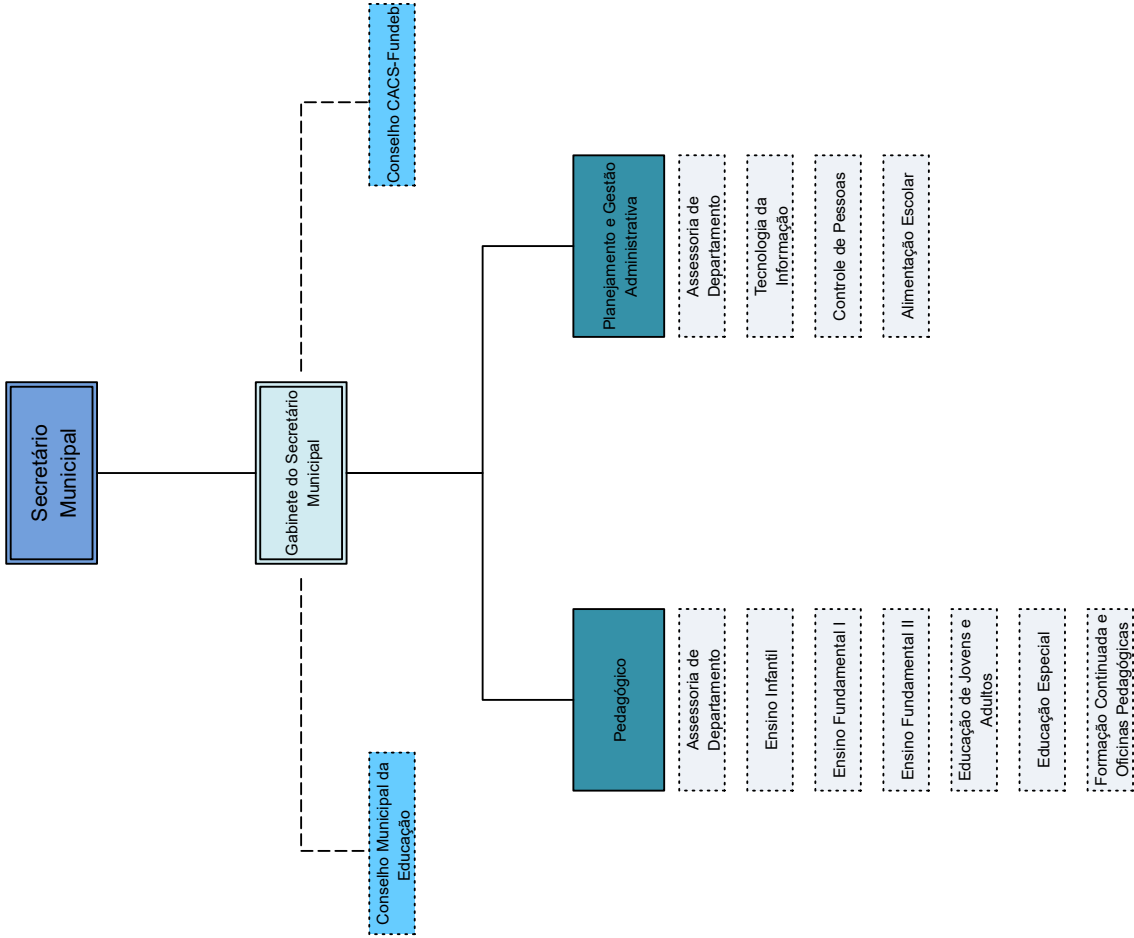 Secretário
Municipal
Gabinete do Secretário
Municipal
Conselho Municipal da
Educação
Conselho CACS-Fundeb
Pedagógico
Assessoria de
Departamento
Ensino Infantil
Ensino Fundamental I
Ensino Fundamental II
Educação de Jovens e
Adultos
Educação Especial
Formação Continuada e
Oficinas Pedagógicas
Planejamento e Gestão
Administrativa
Assessoria de
Departamento
Tecnologia da
Informação
Controle de Pessoas
Alimentação Escolar